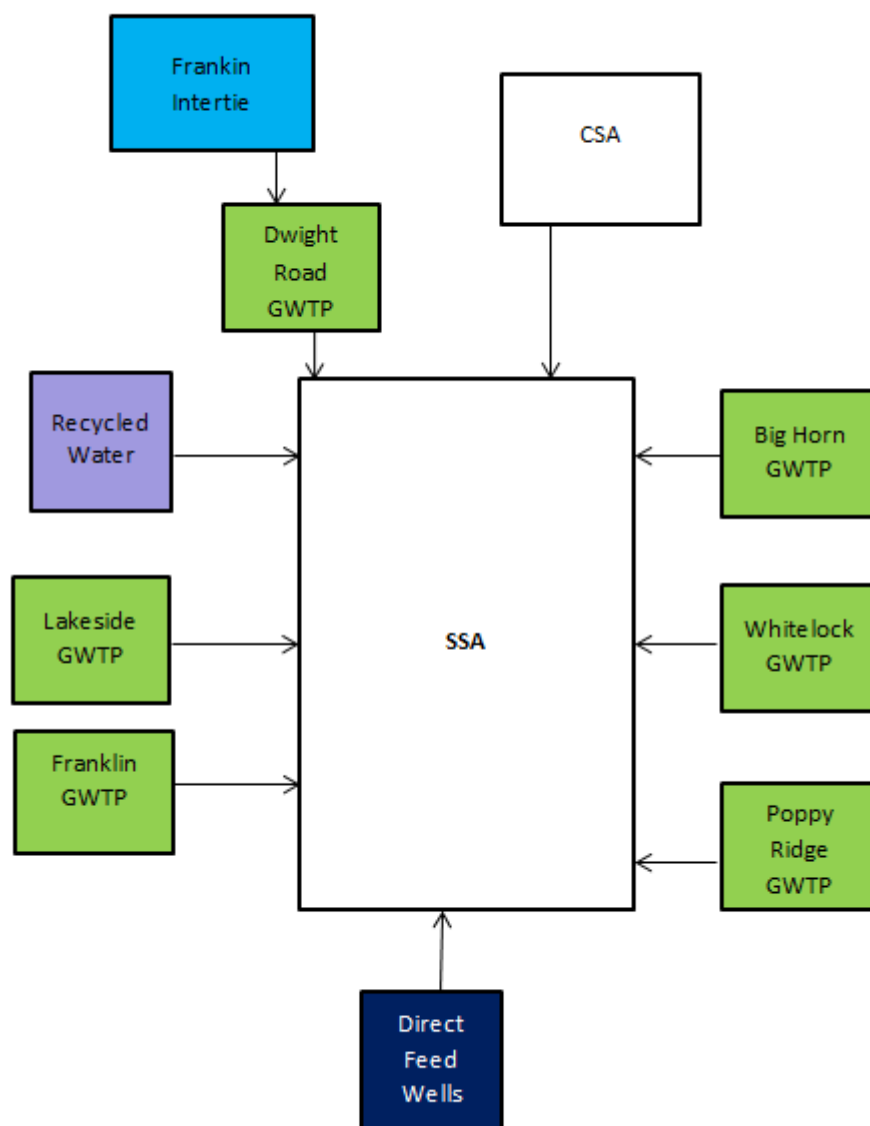 Frankin
Intertie
CSA
Dwight
Road
GWTP
Recycled
Water
Big Horn
GWTP
Lakeside
GWTP
SSA
Whitelock
GWTP
Franklin
GWTP
Poppy
Ridge
GWTP
Direct
Feed
Wells